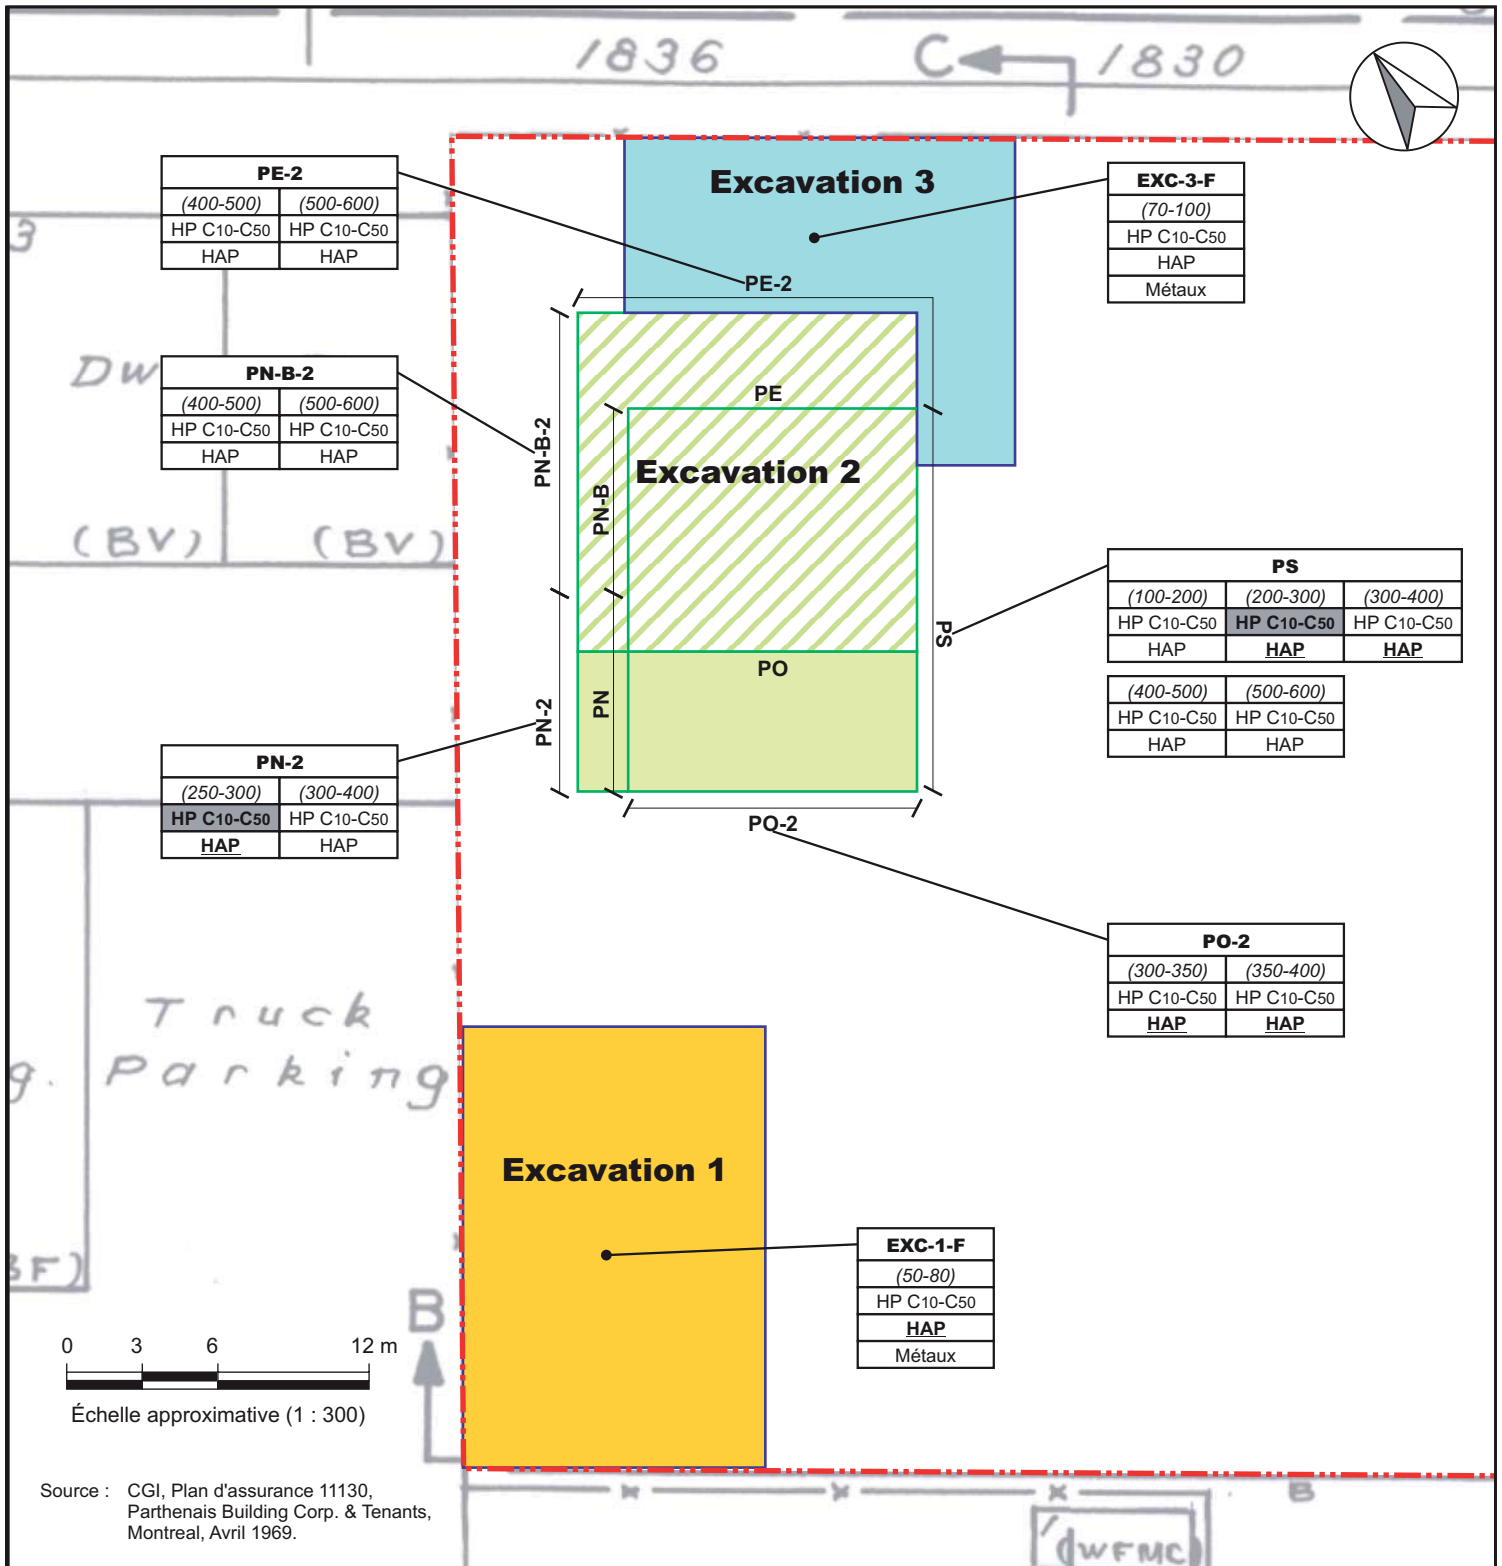 1836
C
1830
PE-2
(400-500) (500-600)
HP C10-C50 HP C10-C50
HAP HAP
Excavation 3
EXC-3-F
(70-100)
HP C10-C50
HAP
Métaux
3
PE-2
DW
PN-B-2
(400-500) (500-600)
HP C10-C50 HP C10-C50
HAP HAP
PE
PN-B-2
Excavation 2
PN-B
(BV) (BV)
PS
(100-200) (200-300) (300-400)
HP C10-C50 HP C10-C50 HP C10-C50
HAP HAP HAP
(400-500) (500-600)
HP C10-C50 HP C10-C50
HAP HAP
PS
PO
PN
PN-2
PN-2
(250-300) (300-400)
HP C10-C50 HP C10-C50
HAP HAP
PO-2
PO-2
(300-350) (350-400)
HP C10-C50 HP C10-C50
HAP HAP
Truck
g. Parking
Excavation 1
EXC-1-F
(50-80)
HP C10-C50
HAP
Métaux
BF)
B
0 3 6 12 m
Échelle approximative (1 : 300)
Source : CGI, Plan d'assurance 11130,
Parthenais Building Corp. & Tenants,
Montreal, Avril 1969.
B
(WFMC)